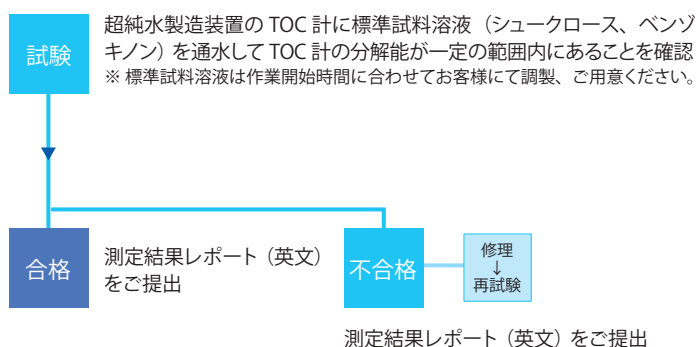 試験
超純水製造装置の TOC 計に標準試料溶液（シュークロース、ベンゾ
キノン）を通水して TOC 計の分解能が一定の範囲内にあることを確認
※ 標準試料溶液は作業開始時間に合わせてお客様にて調製、ご用意ください。
合格
測定結果レポート（英文）
をご提出
不合格
修理
↓
再試験
測定結果レポート（英文）をご提出